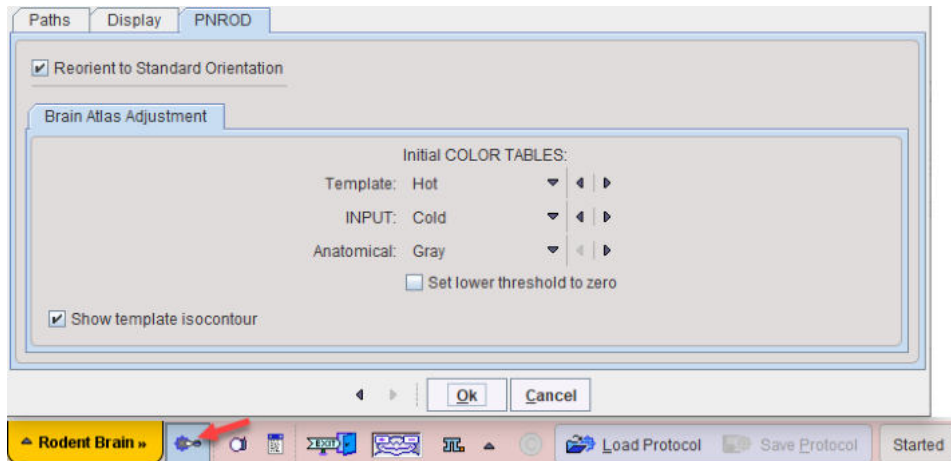 Paths Display PNROD
Reorient to Standard Orientation
Brain Atlas Adjustment
Initial COLOR TABLES:
Template: Hot
INPUT: Cold
Anatomical: Gray
Set lower threshold to zero
Show template isocontour
Ok Cancel
Rodent Brain » EXIT Load Protocol Save Protocol Started